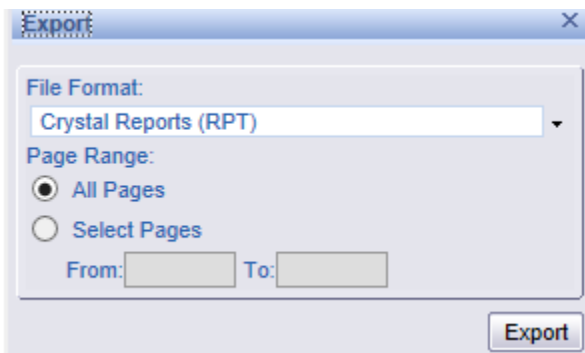 Export
File Format:
Crystal Reports (RPT)
Page Range:
All Pages
Select Pages
From: To:
Export